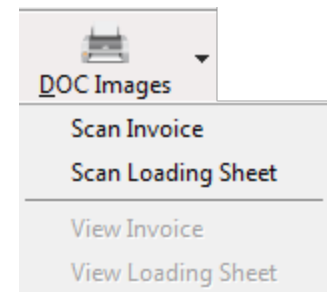 DOC Images
Scan Invoice
Scan Loading Sheet
View Invoice
View Loading Sheet